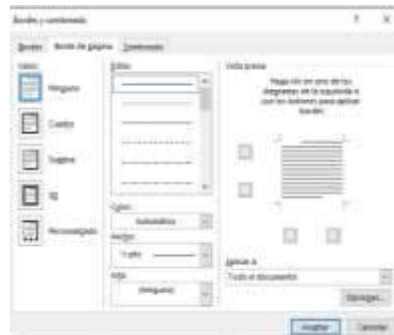 Bordes y sombreado
? ×
Bordes Borde de página Sombreado
Valor:
Ninguno
Cuadro
Sombra
3D
Personalizado
Estilo:
Color:
Automático
Ancho:
½ pto
Arte:
(ninguno)
Vista previa
Haga clic en uno de los
diagramas de la izquierda o
use los botones para aplicar
bordes
Aplicar a:
Todo el documento
Opciones...
Aceptar Cancelar